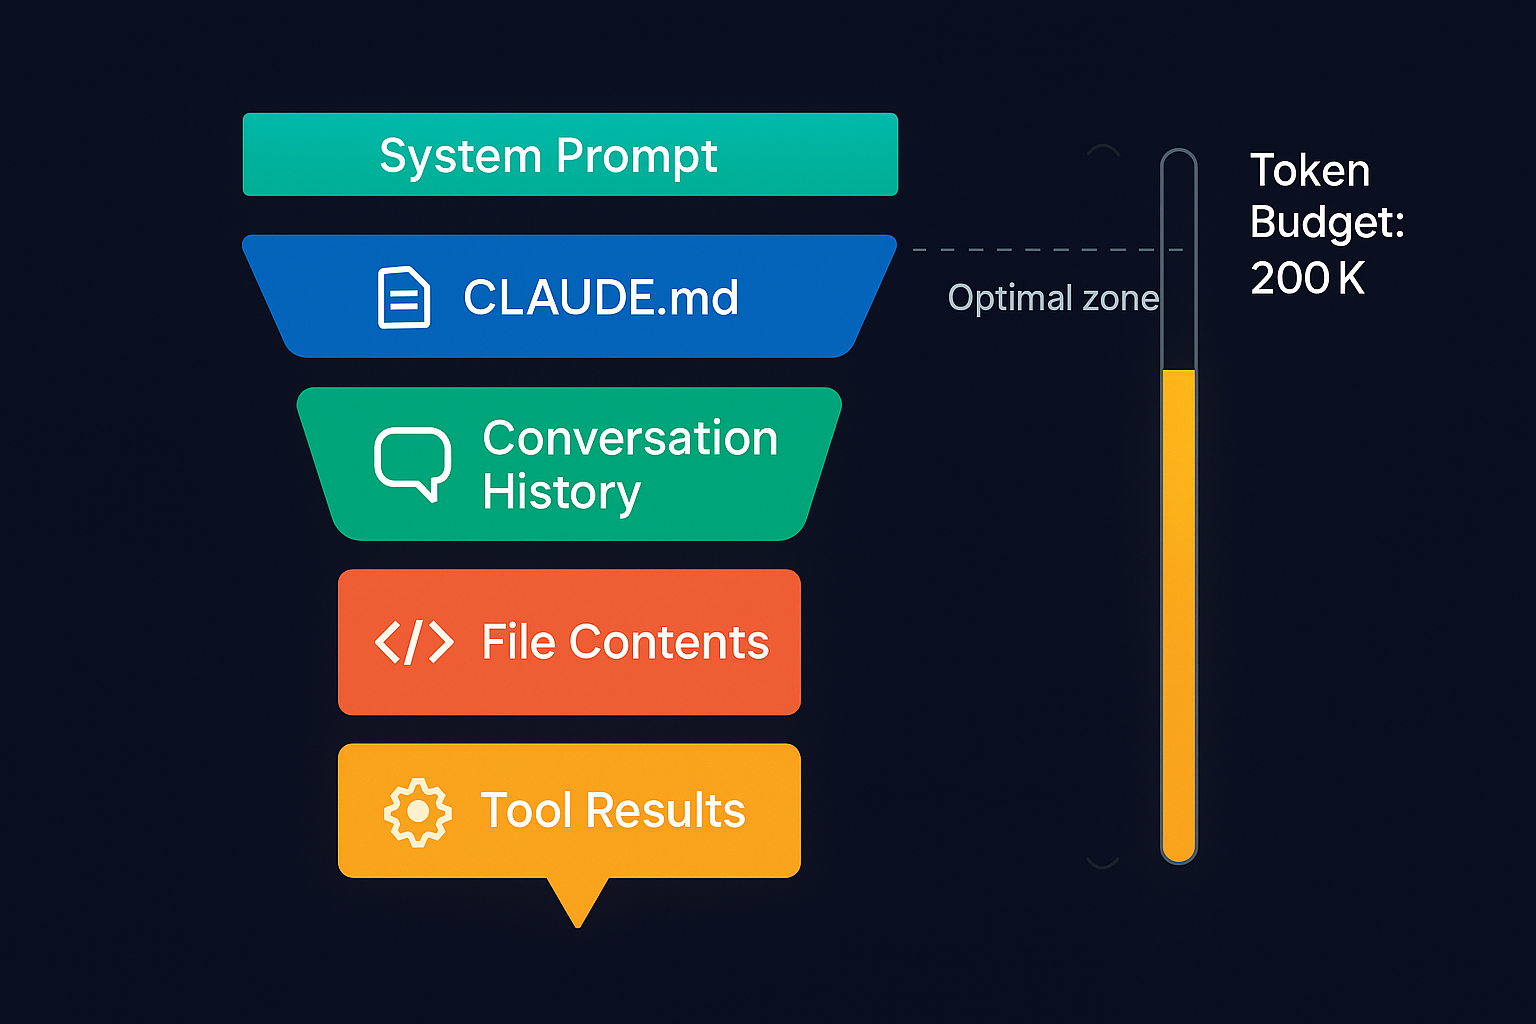 System Prompt
CLAUDE.md
Conversation
History
File Contents
Tool Results
Optimal zone
Token
Budget:
200 K